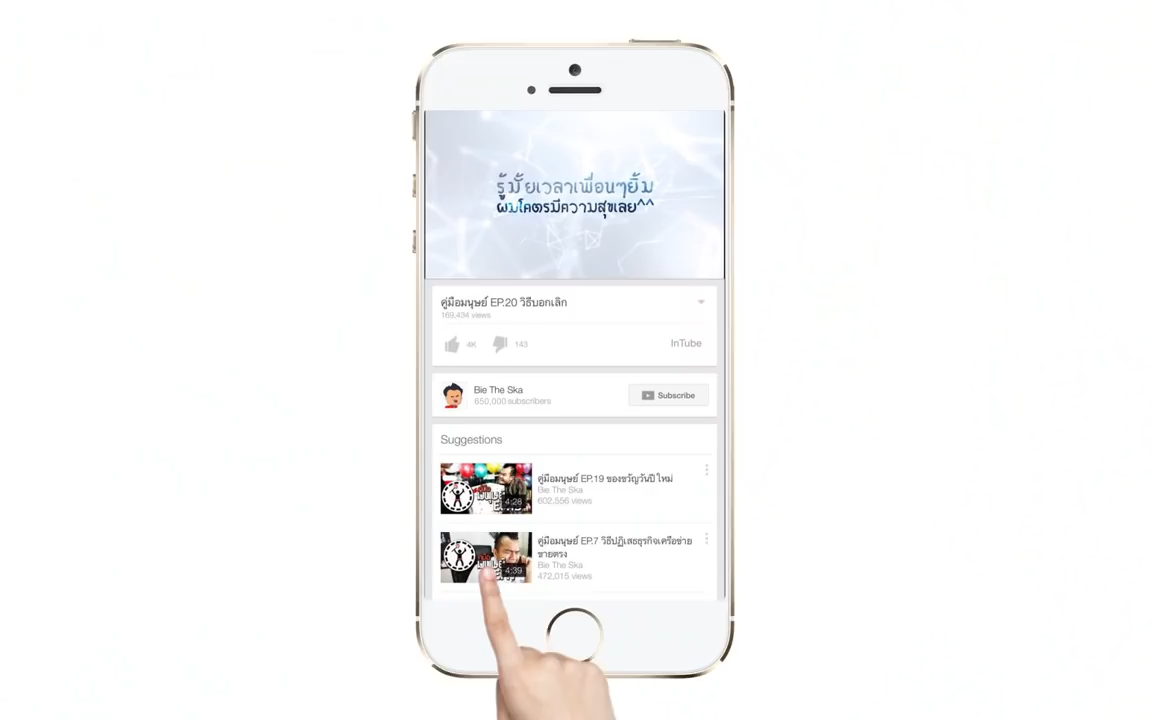 รู้มั้ยเวลาเพื่อนๆยิ้ม
ผมโคตรมีความสุขเลย^^
คู่มือมนุษย์ EP.20 วิธีบอกเลิก
169,434 views
4K
143
InTube
Bie The Ska
650,000 subscribers
Subscribe
Suggestions
คู่มือมนุษย์ EP.19 ของขวัญวันปีใหม่
Bie The Ska
602,556 views
4:28
คู่มือมนุษย์ EP.7 วิธีปฏิเสธธุรกิจเครือข่าย
ขายตรง
Bie The Ska
472,015 views
4:39